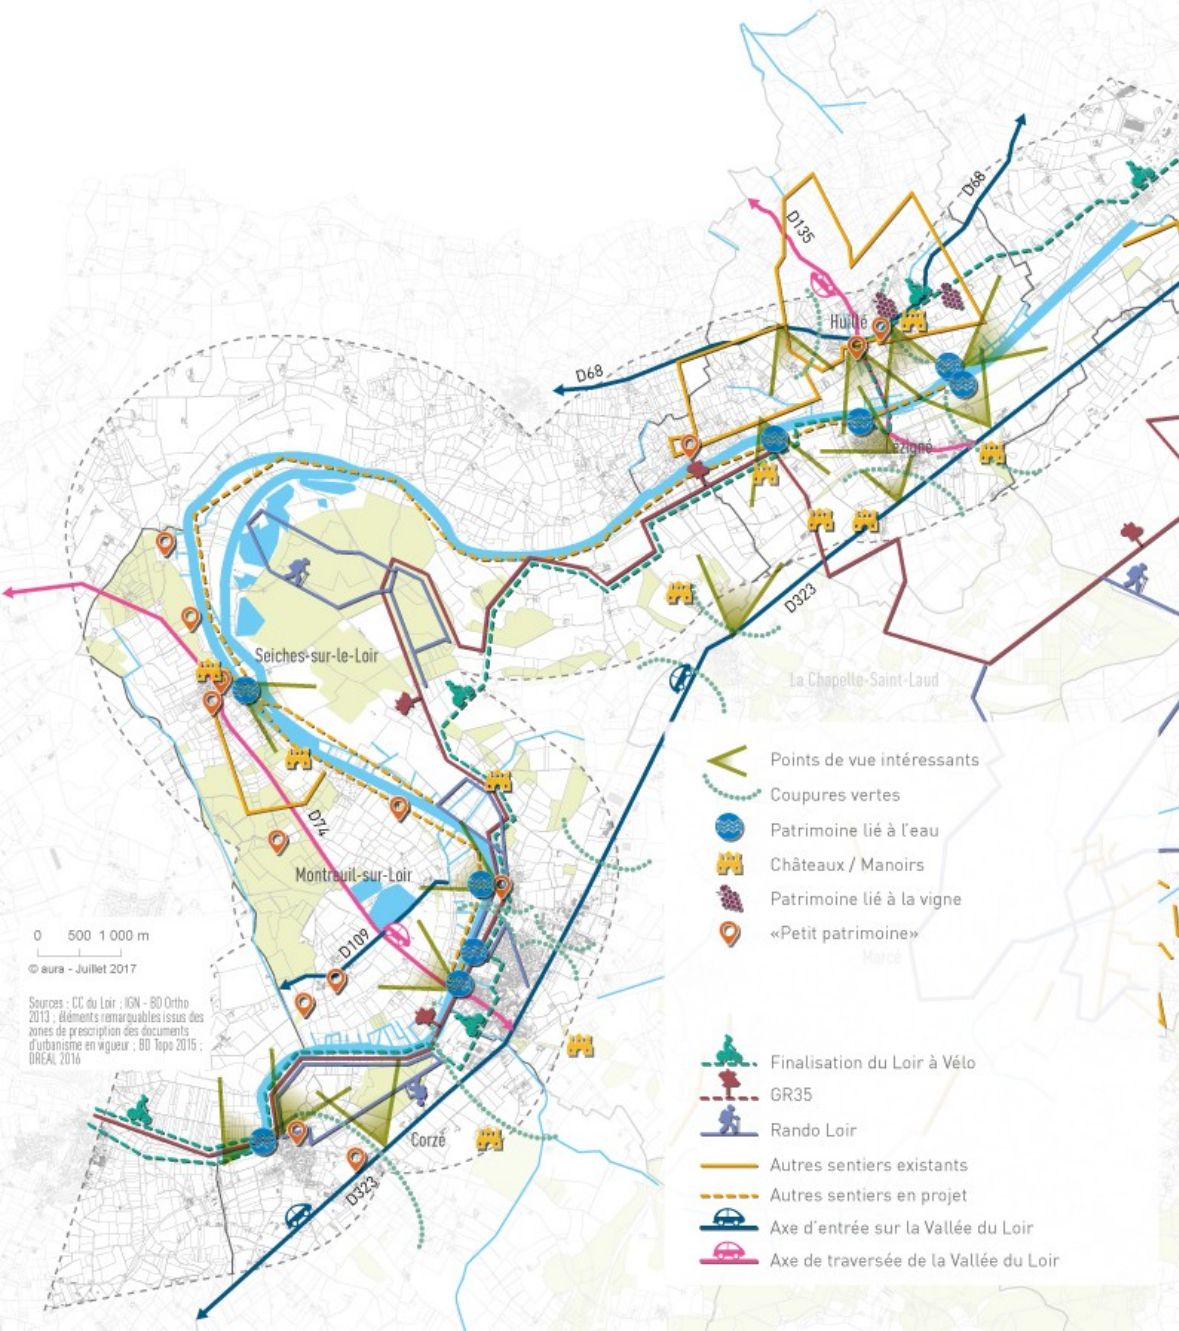 D68
D135
Huillé
D68
Lézigné
D323
Seiches-sur-le-Loir
La Chapelle-Saint-Laud
D74
Montreuil-sur-Loir
D109
Marcé
Corzé
D323
0 500 1 000 m
© aura - Juillet 2017
Sources : CC du Loir ; IGN - BD Ortho
2013 ; éléments remarquables issus des
zones de prescription des documents
d'urbanisme en vigueur ; BD Topo 2015 ;
DREAL 2016
Points de vue intéressants
Coupures vertes
Patrimoine lié à l'eau
Châteaux / Manoirs
Patrimoine lié à la vigne
«Petit patrimoine»
Finalisation du Loir à Vélo
GR35
Rando Loir
Autres sentiers existants
Autres sentiers en projet
Axe d'entrée sur la Vallée du Loir
Axe de traversée de la Vallée du Loir